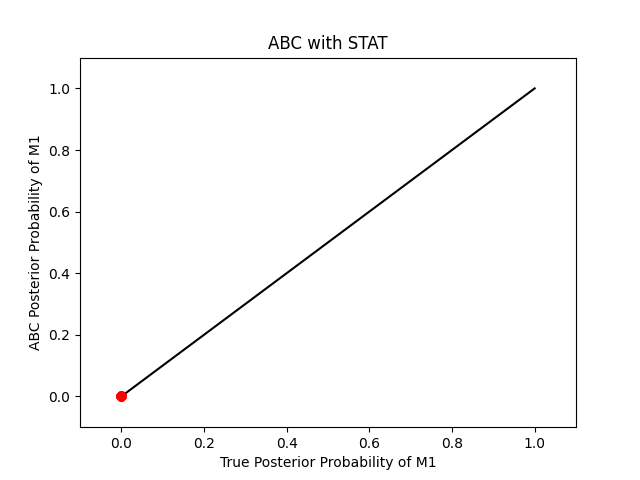 ABC with STAT
ABC Posterior Probability of M1
1.0
0.8
0.6
0.4
0.2
0.0
0.0 0.2 0.4 0.6 0.8 1.0
True Posterior Probability of M1